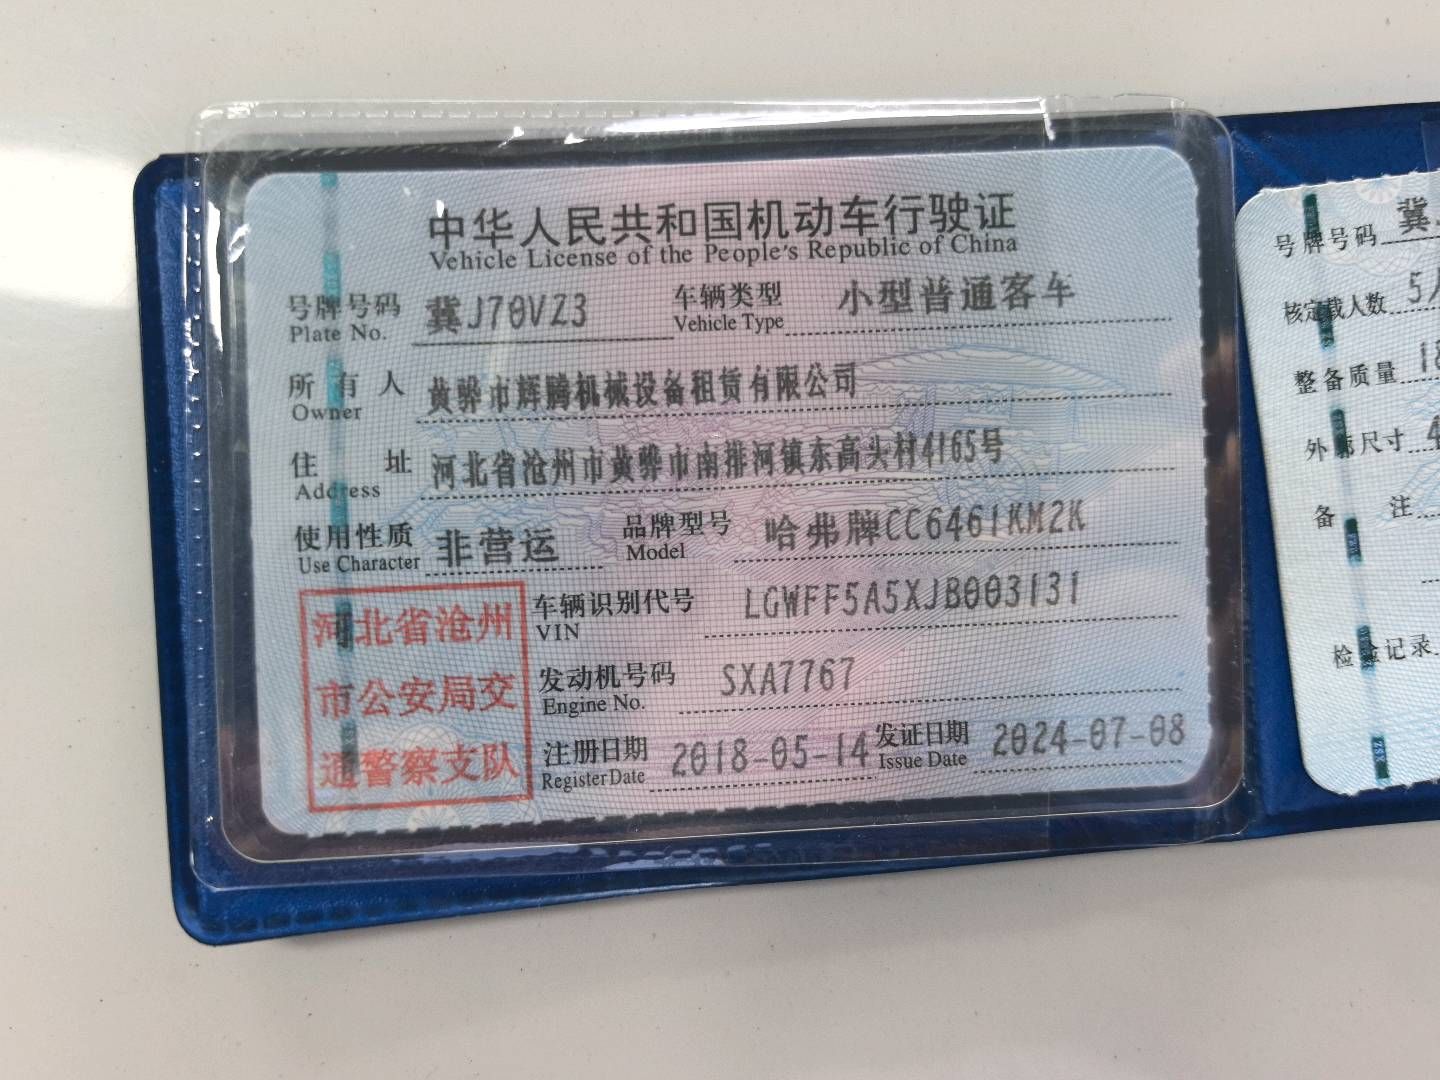 中华人民共和国机动车行驶证
Vehicle License of the People's Republic of China
号牌号码 冀J70VZ3 车辆类型 小型普通客车
Plate No. Vehicle Type
所有人 黄骅市辉腾机械设备租赁有限公司
Owner
住址 河北省沧州市黄骅市南排河镇东高头村4165号
Address
使用性质 非营运 品牌型号 哈弗牌CC6461KM2K
Use Character Model
车辆识别代号 LGWFF5A5XJB003131
VIN
发动机号码 SXA7767
Engine No.
注册日期 2018-05-14 发证日期 2024-07-08
Register Date Issue Date
河北省沧州
市公安局交
通警察支队
号牌号码 冀
核定载人数 5人
整备质量 18
外廓尺寸 4
备注
检验记录